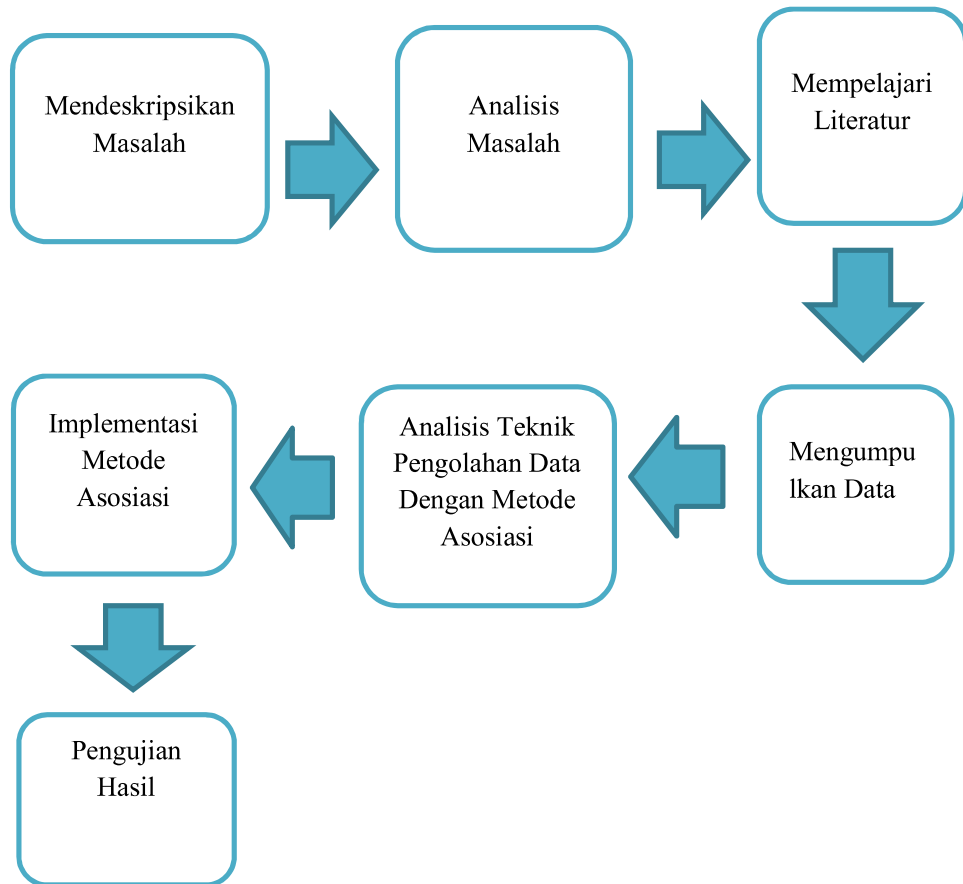 Mendeskripsikan
Masalah
Analisis
Masalah
Mempelajari
Literatur
Mengumpu
lkan Data
Analisis Teknik
Pengolahan Data
Dengan Metode
Asosiasi
Implementasi
Metode
Asosiasi
Pengujian
Hasil